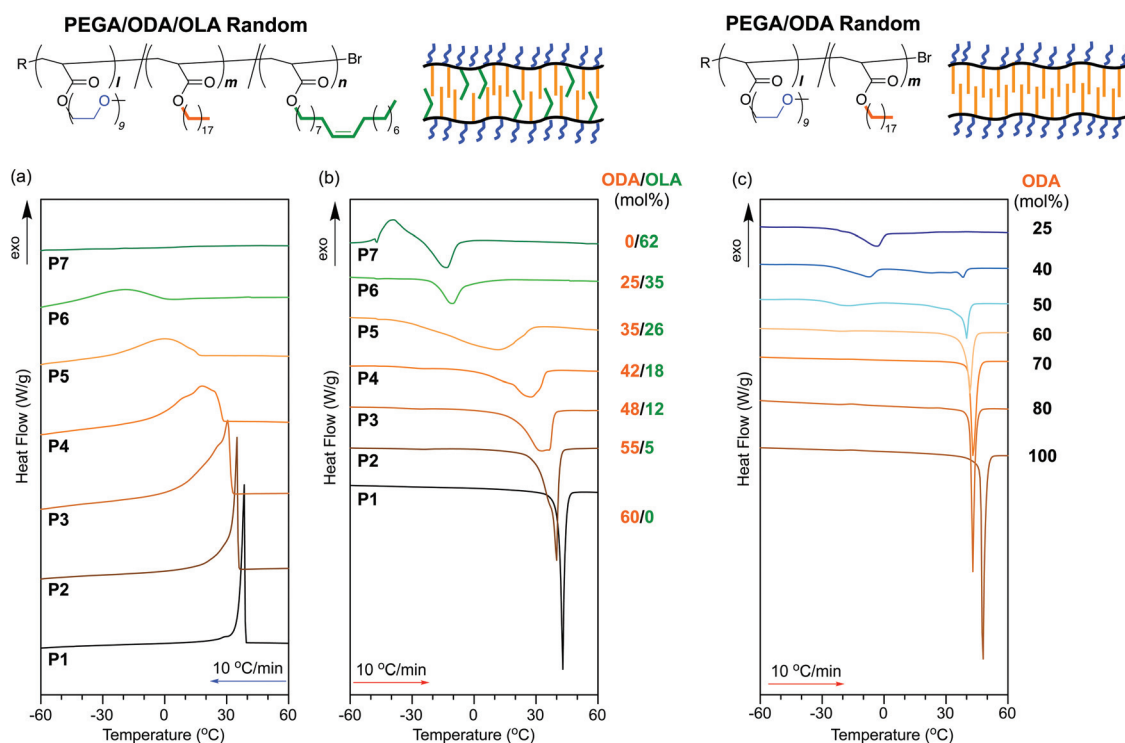 PEGA/ODA/OLA Random
PEGA/ODA Random
R
l
m
n
Br
O
O
O
O
O
O
O
9
17
7
6
R
l
m
Br
O
O
O
O
O
9
17
(a)
exo
Heat Flow (W/g)
P7
P6
P5
P4
P3
P2
P1
10 °C/min
-60 -30 0 30 60
Temperature (°C)
(b)
ODA/OLA
(mol%)
P7
0/62
P6
25/35
P5
35/26
P4
42/18
P3
48/12
P2
55/5
P1
60/0
10 °C/min
-60 -30 0 30 60
Temperature (°C)
(c)
ODA
(mol%)
exo
Heat Flow (W/g)
25
40
50
60
70
80
100
10 °C/min
-60 -30 0 30 60
Temperature (°C)